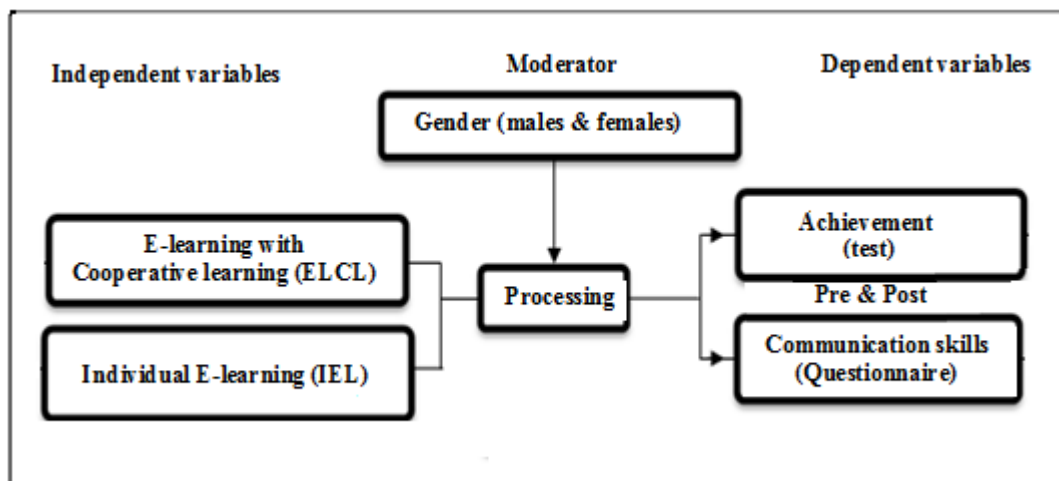 Independent variables
Moderator
Dependent variables
Gender (males & females)
E-learning with
Cooperative learning (ELCL)
Individual E-learning (IEL)
Processing
Achievement
(test)
Pre & Post
Communication skills
(Questionnaire)